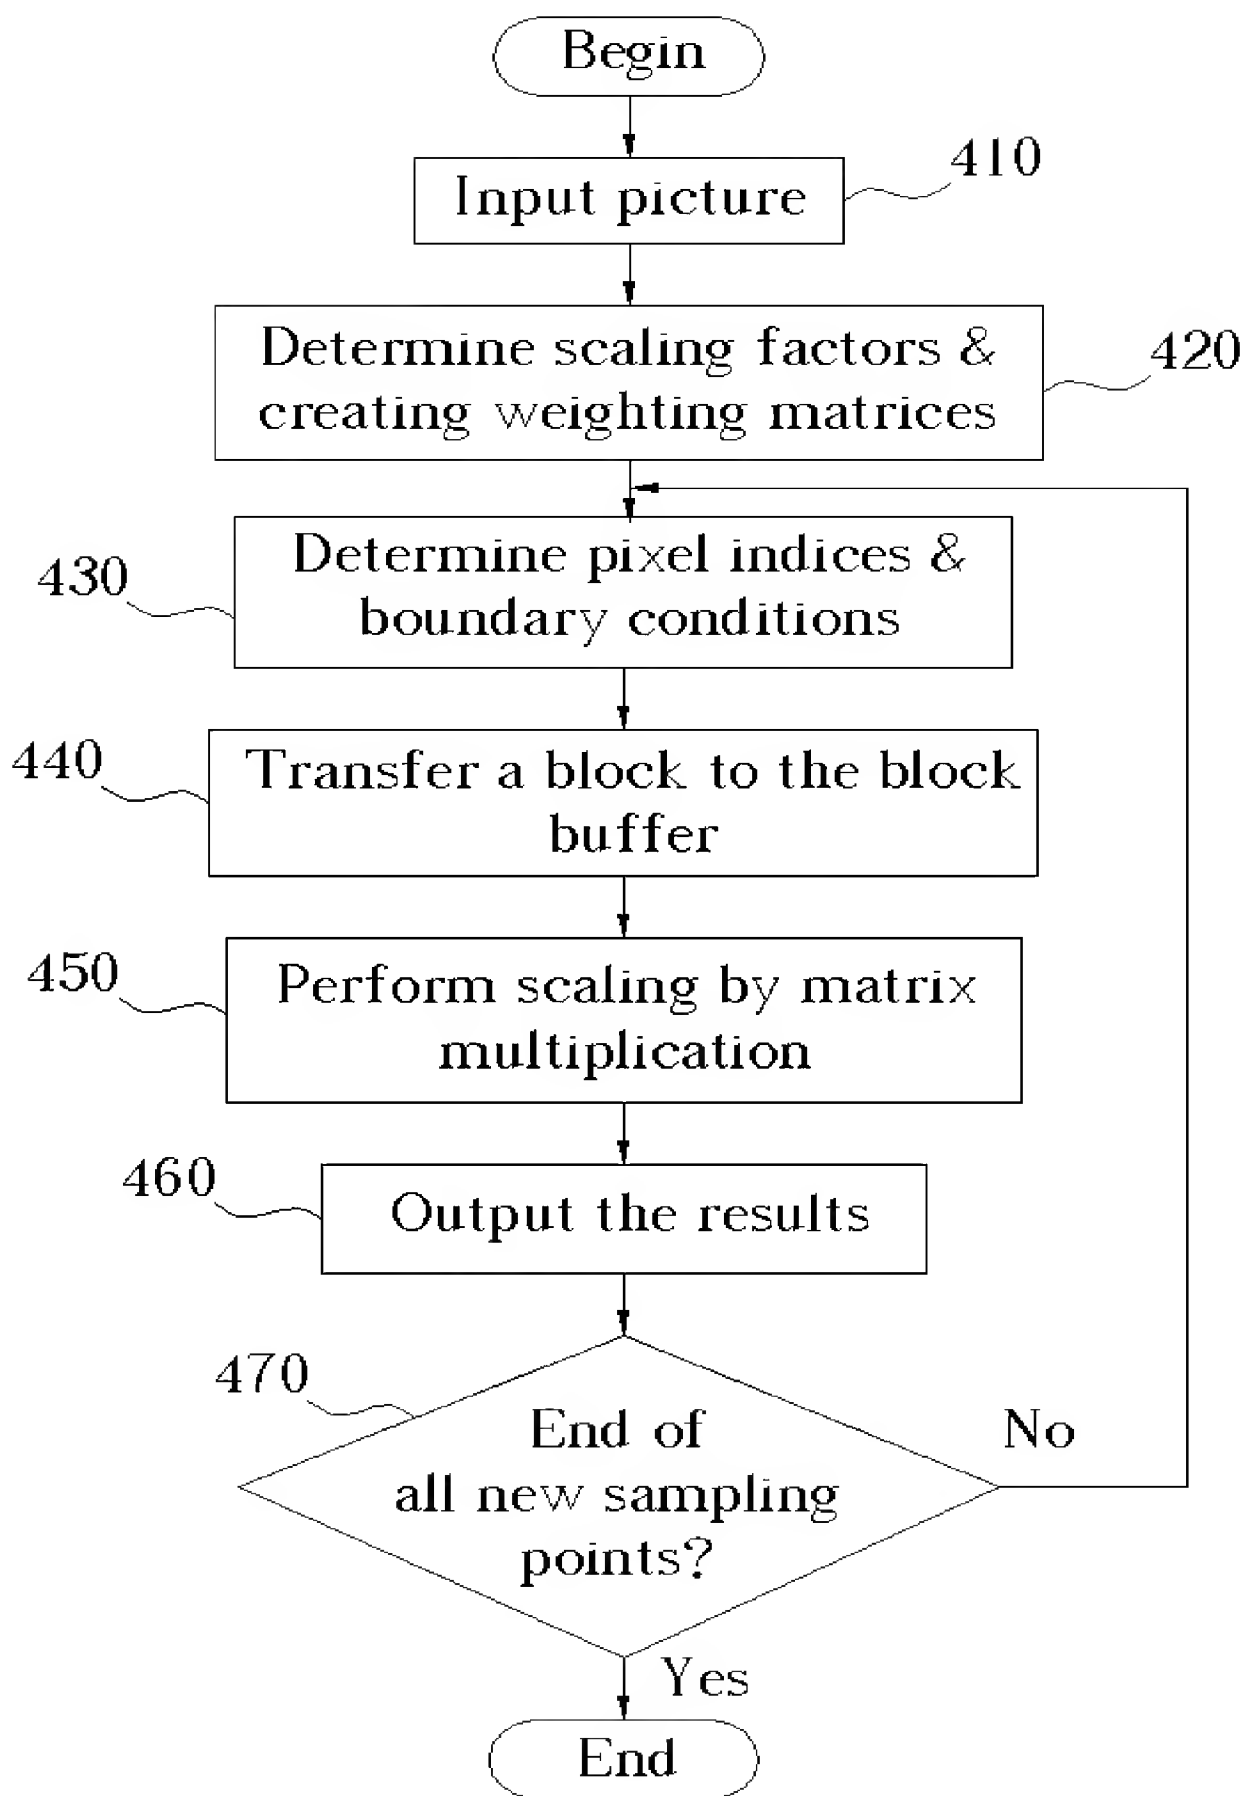 Begin
Input picture
410
Determine scaling factors &
creating weighting matrices
420
Determine pixel indices &
boundary conditions
430
Transfer a block to the block
buffer
440
Perform scaling by matrix
multiplication
450
Output the results
460
End of
all new sampling
points?
470
No
Yes
End